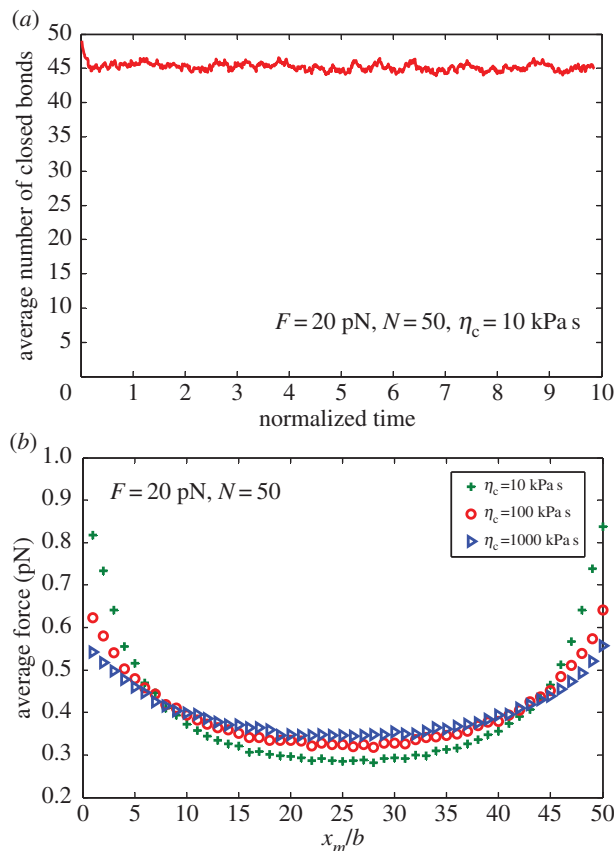 (a)
50
45
40
35
30
25
20
15
10
5
0
average number of closed bonds
F = 20 pN, N = 50, ηc = 10 kPa s
1 2 3 4 5 6 7 8 9 10
normalized time
(b)
1.0
0.9
0.8
0.7
0.6
0.5
0.4
0.3
0.2
average force (pN)
F = 20 pN, N = 50
ηc=10 kPa s
ηc=100 kPa s
ηc=1000 kPa s
0 5 10 15 20 25 30 35 40 45 50
xm/b